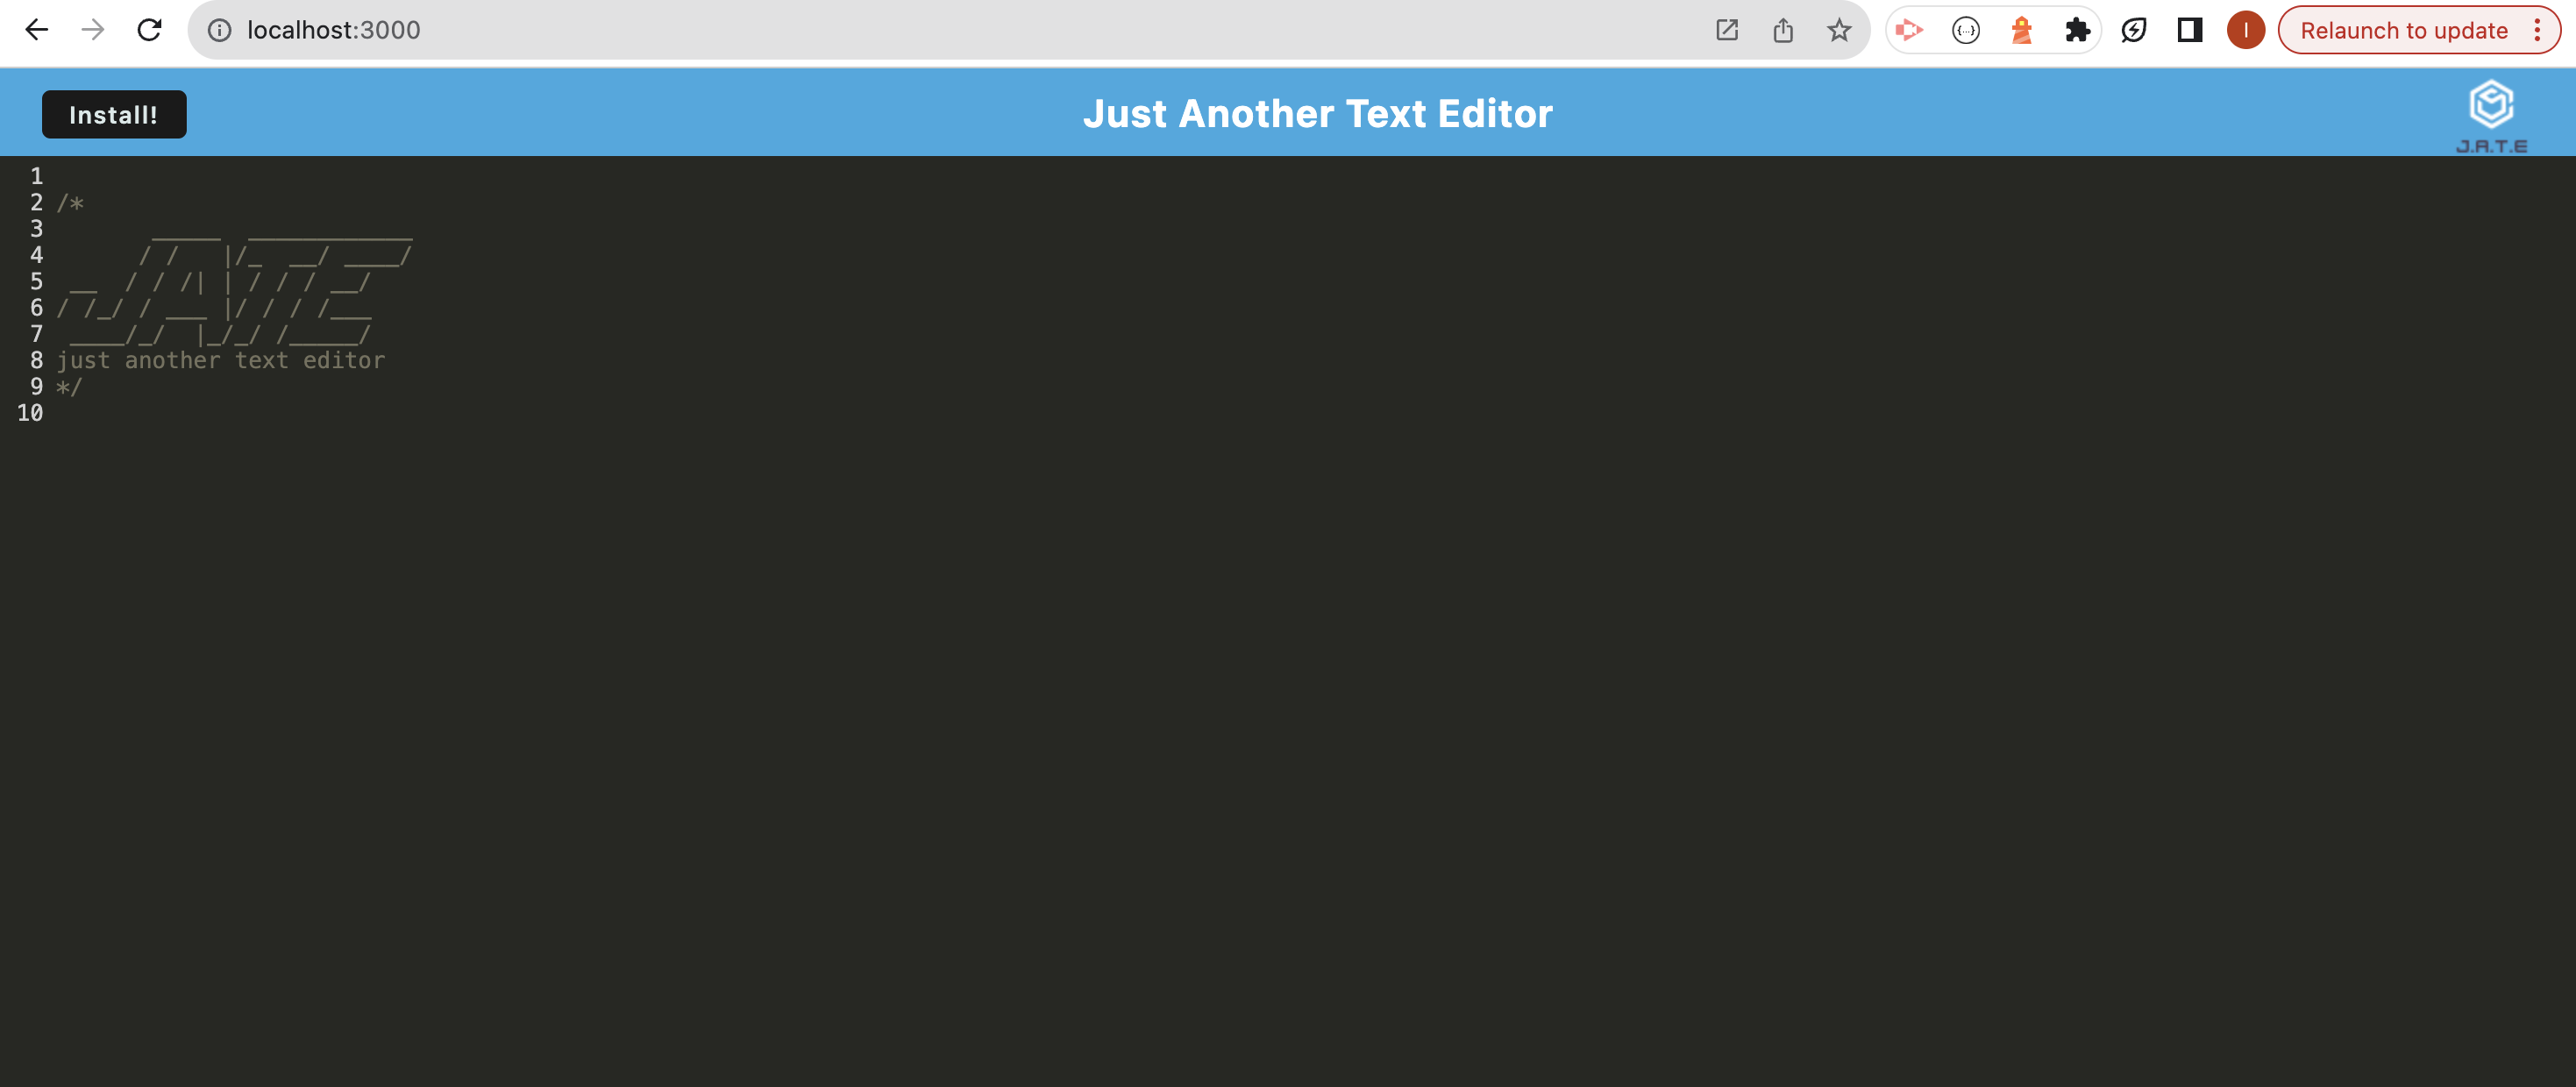 localhost:3000
I
Relaunch to update
Install!
Just Another Text Editor
J.A.T.E
1
2 /*
3        _____  ____________
4       / /   |/_  __/ ____/
5  __  / / /| | / / / __/
6 / /_/ / ___ |/ / / /___
7  ____/_/  |_/_/ /_____/
8 just another text editor
9 */
10